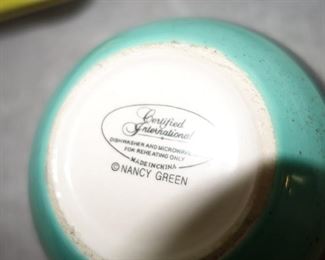 Certified
International
DISHWASHER AND MICROWAVE
FOR REHEATING ONLY
MADE IN CHINA
©NANCY GREEN